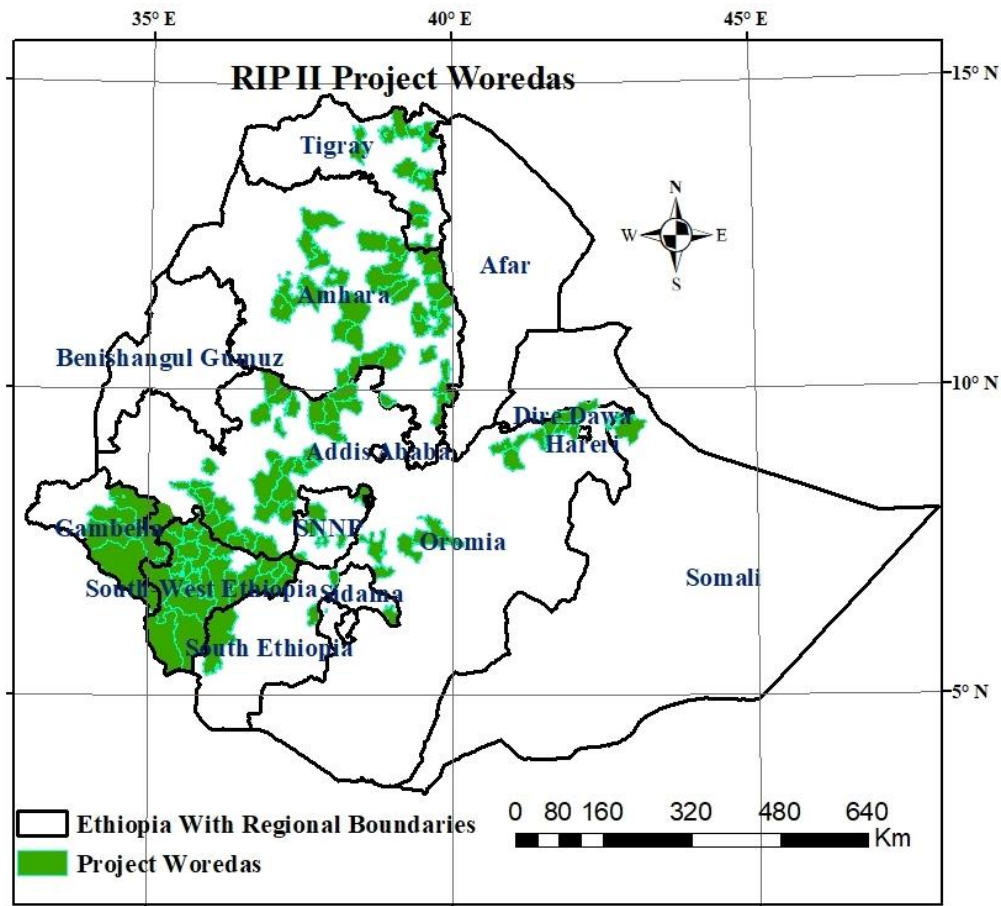 35° E 40° E 45° E
RIP II Project Woredas
15° N
Tigray
N
W E
S
Afar
Amhara
Benishangul Gumuz
10° N
Dire Dawa
Hareri
Addis Ababa
Gambella
SNNP
Oromia
Somali
South West Ethiopia
Sidama
South Ethiopia
5° N
0 80 160 320 480 640
Km
Ethiopia With Regional Boundaries
Project Woredas